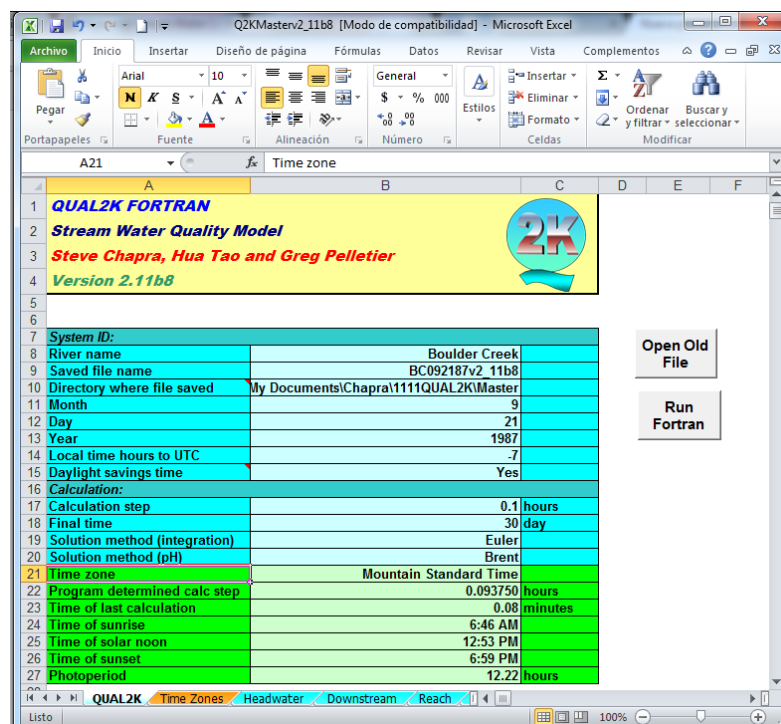 Q2KMasterv2_11b8 [Modo de compatibilidad] - Microsoft Excel
Archivo Inicio Insertar Diseño de página Fórmulas Datos Revisar Vista Complementos
Pegar
Portapapeles
Arial 10
N K S A A
A
Fuente
Alineación
General
$ % 000
Número
Estilos
Insertar
Eliminar
Formato
Celdas
Σ
Ordenar y filtrar
Buscar y seleccionar
Modificar
A21 fx Time zone
A B C D E F
1 QUAL2K FORTRAN
2 Stream Water Quality Model
3 Steve Chapra, Hua Tao and Greg Pelletier
4 Version 2.11b8
2K
5
6
7 System ID:
8 River name Boulder Creek
9 Saved file name BC092187v2_11b8
10 Directory where file saved My Documents\Chapra\1111QUAL2K\Master
11 Month 9
12 Day 21
13 Year 1987
14 Local time hours to UTC -7
15 Daylight savings time Yes
16 Calculation:
17 Calculation step 0.1 hours
18 Final time 30 day
19 Solution method (integration) Euler
20 Solution method (pH) Brent
21 Time zone Mountain Standard Time
22 Program determined calc step 0.093750 hours
23 Time of last calculation 0.08 minutes
24 Time of sunrise 6:46 AM
25 Time of solar noon 12:53 PM
26 Time of sunset 6:59 PM
27 Photoperiod 12.22 hours
Open Old
File
Run
Fortran
QUAL2K Time Zones Headwater Downstream Reach
Listo 100%